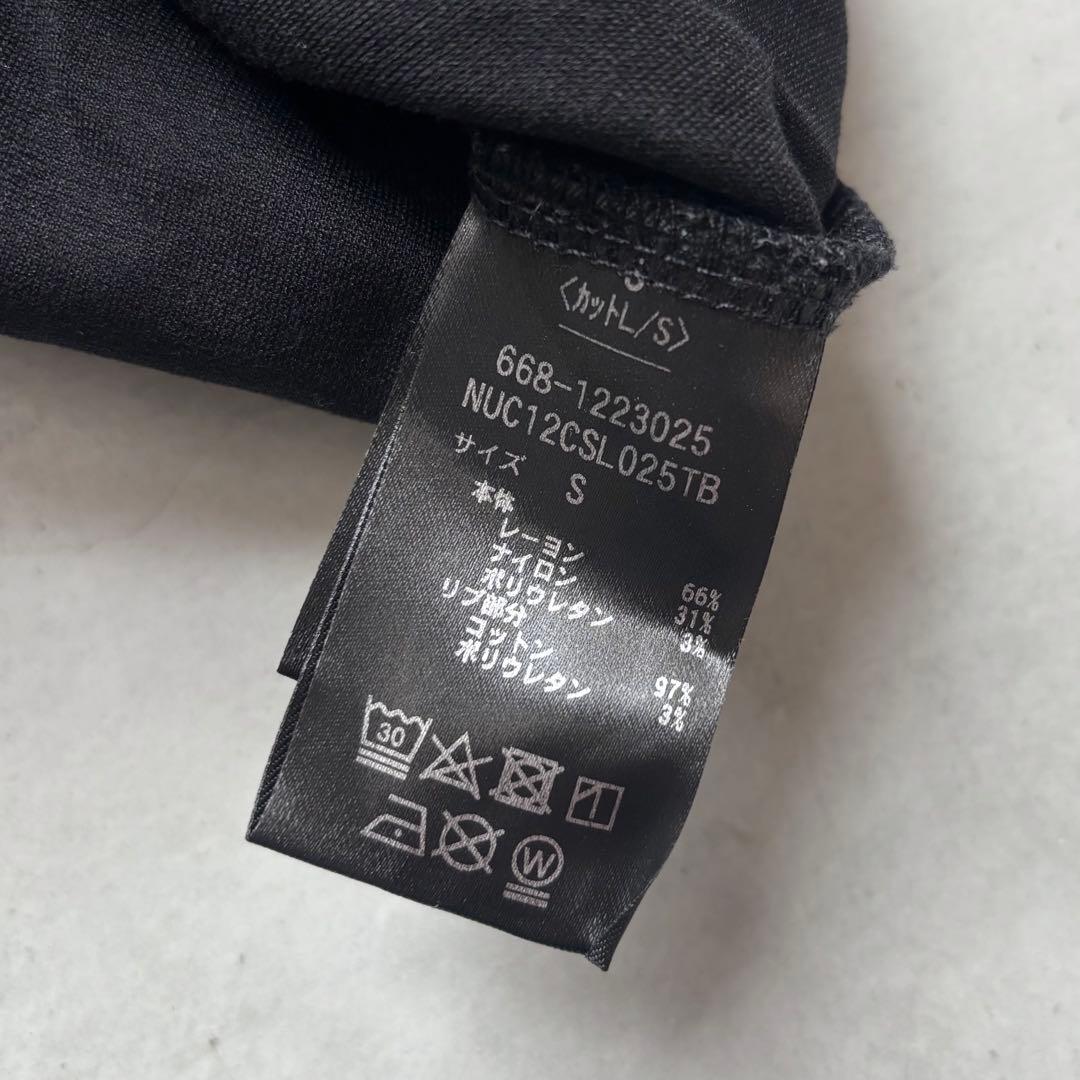 〈カットL/S〉
668-1223025
NUC12CSL025TB
サイズ S
本体
レーヨン 66%
ナイロン 31%
ポリウレタン 3%
リブ部分
コットン 97%
ポリウレタン 3%
30
W